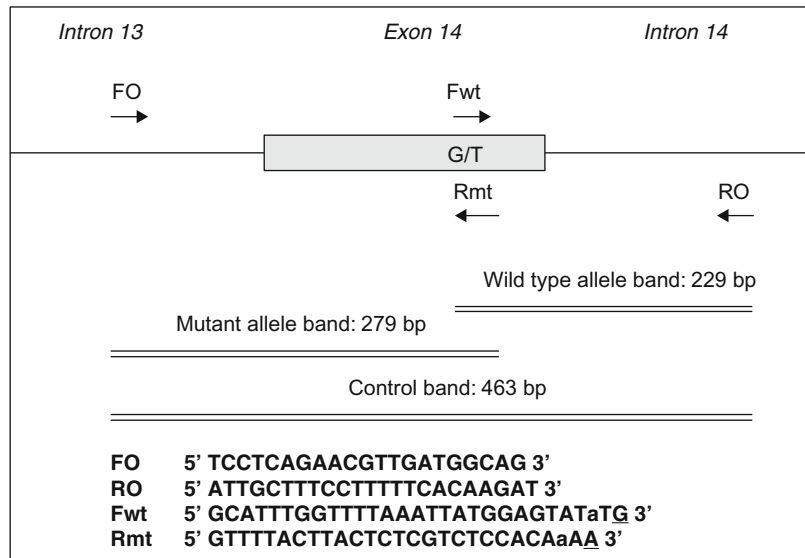 Intron 13 Exon 14 Intron 14
FO Fwt
G/T
Rmt RO
Wild type allele band: 229 bp
Mutant allele band: 279 bp
Control band: 463 bp
FO 5’ TCCTCAGAACGTTGATGGCAG 3’
RO 5’ ATTGCTTTCCTTTTTCACAAGAT 3’
Fwt 5’ GCATTTGGTTTTAAATTATGGAGTATaTG 3’
Rmt 5’ GTTTTACTTACTCTCGTCTCCACAaAA 3’